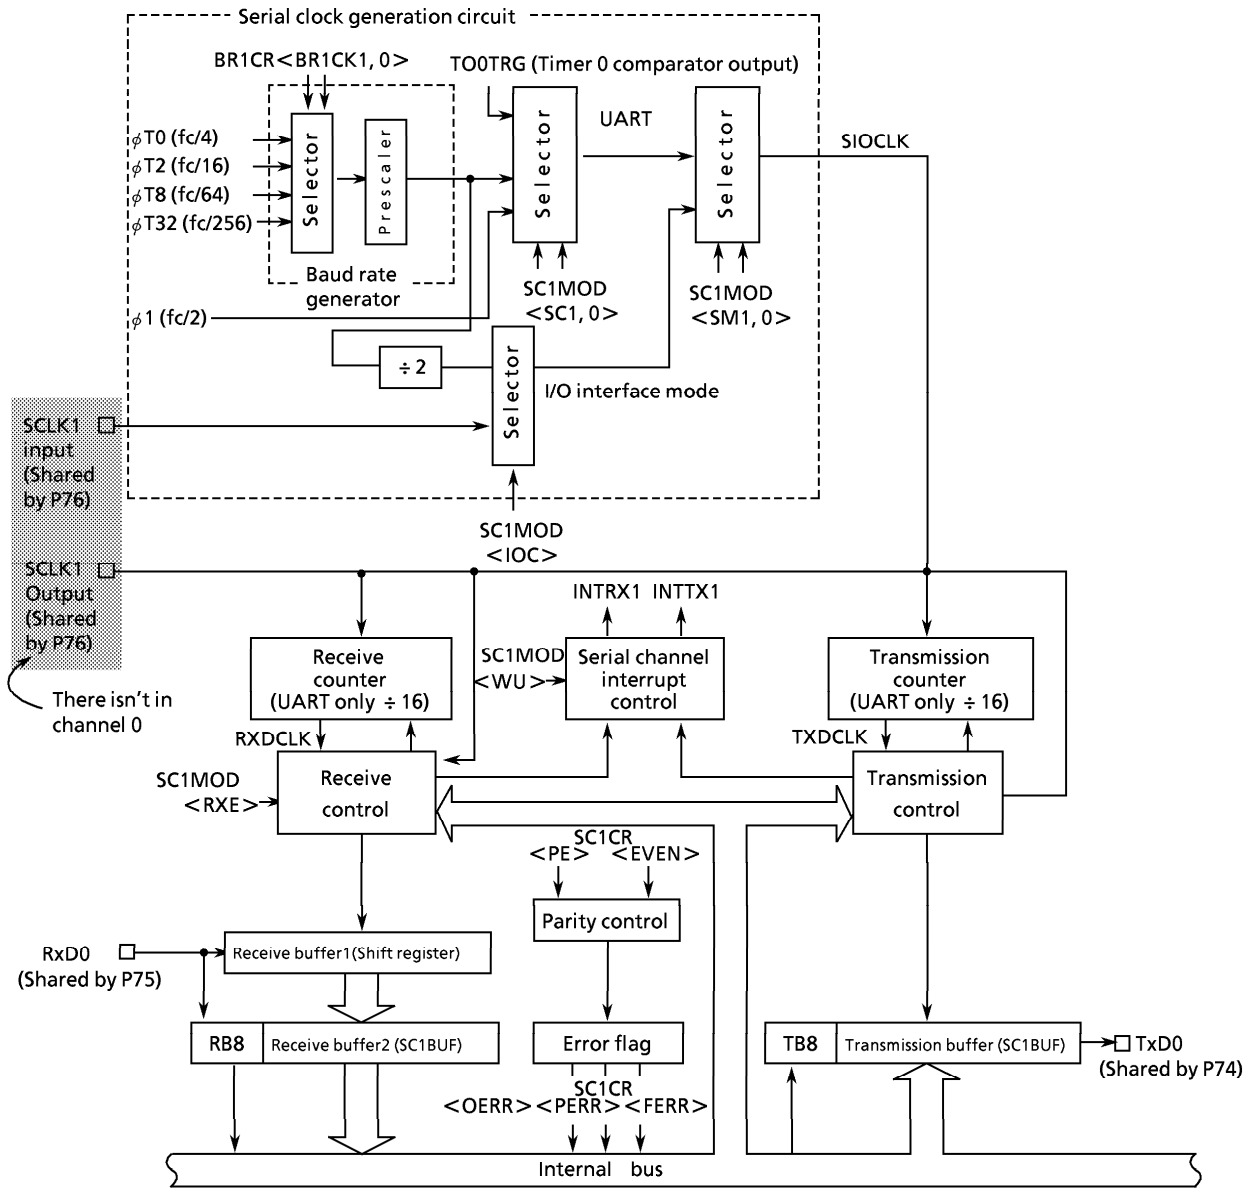 Serial clock generation circuit
BR1CR<BR1CK1, 0>
TO0TRG (Timer 0 comparator output)
UART
SIOCLK
ϕT0 (fc/4)
ϕT2 (fc/16)
ϕT8 (fc/64)
ϕT32 (fc/256)
Selector
Prescaler
Selector
Selector
Baud rate
generator
SC1MOD
<SC1, 0>
SC1MOD
<SM1, 0>
ϕ1 (fc/2)
÷ 2
Selector
I/O interface mode
SCLK1
input
(Shared
by P76)
SC1MOD
<IOC>
SCLK1
Output
(Shared
by P76)
There isn't in
channel 0
INTRX1 INTTX1
Receive
counter
(UART only ÷ 16)
SC1MOD
<WU>
Serial channel
interrupt
control
Transmission
counter
(UART only ÷ 16)
RXDCLK
TXDCLK
SC1MOD
<RXE>
Receive
control
Transmission
control
SC1CR
<PE> <EVEN>
Parity control
RxD0
(Shared by P75)
Receive buffer1(Shift register)
RB8
Receive buffer2 (SC1BUF)
Error flag
TB8
Transmission buffer (SC1BUF)
TxD0
(Shared by P74)
SC1CR
<OERR> <PERR> <FERR>
Internal bus